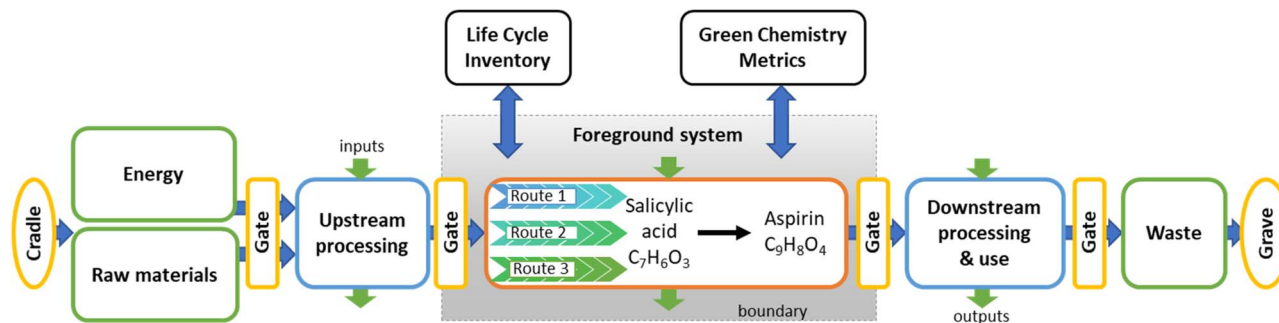 Life Cycle
Inventory
Green Chemistry
Metrics
Foreground system
inputs
Cradle
Energy
Raw materials
Gate
Upstream
processing
Gate
Route 1
Route 2
Route 3
Salicylic
acid
C₇H₆O₃
Aspirin
C₉H₈O₄
boundary
Gate
Downstream
processing
& use
outputs
Gate
Waste
Grave